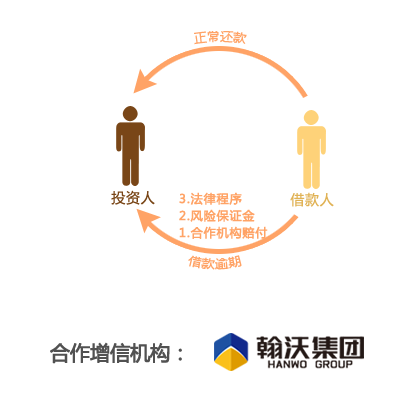 正常还款
投资人
借款人
3.法律程序
2.风险保证金
1.合作机构赔付
借款逾期
合作增信机构：
翰沃集团
HANWO GROUP